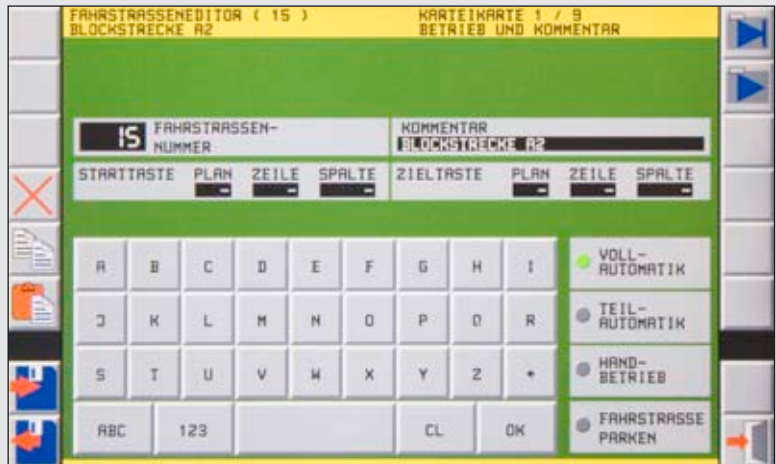 FAHRSTRASSENEDITOR ( 15 )
BLOCKSTRECKE A2
KARTEIKARTE 1 / 9
BETRIEB UND KOMMENTAR
15 FAHRSTRASSEN-
NUMMER
KOMMENTAR
BLOCKSTRECKE A2
STARTTASTE PLAN ZEILE SPALTE
- - -
ZIELTASTE PLAN ZEILE SPALTE
- - -
A B C D E F G H I
J K L M N O P Q R
S T U V W X Y Z +
ABC 123 CL OK
VOLL-
AUTOMATIK
TEIL-
AUTOMATIK
HAND-
BETRIEB
FAHRSTRASSE
PARKEN